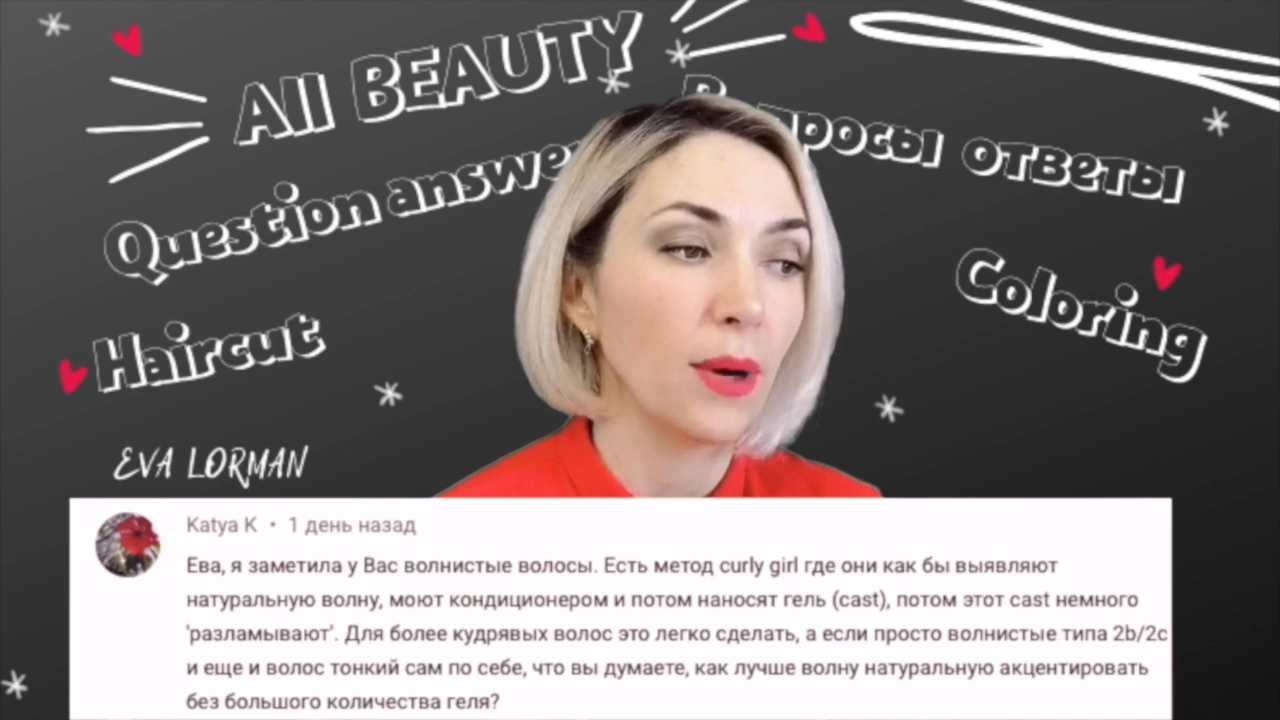 All BEAUTY
Question answer
Вопросы ответы
Haircut
Coloring
EVA LORMAN
Katya K • 1 день назад
Ева, я заметила у Вас волнистые волосы. Есть метод curly girl где они как бы выявляют
натуральную волну, моют кондиционером и потом наносят гель (cast), потом этот cast немного
'разламывают'. Для более кудрявых волос это легко сделать, а если просто волнистые типа 2b/2c
и еще и волос тонкий сам по себе, что вы думаете, как лучше волну натуральную акцентировать
без большого количества геля?